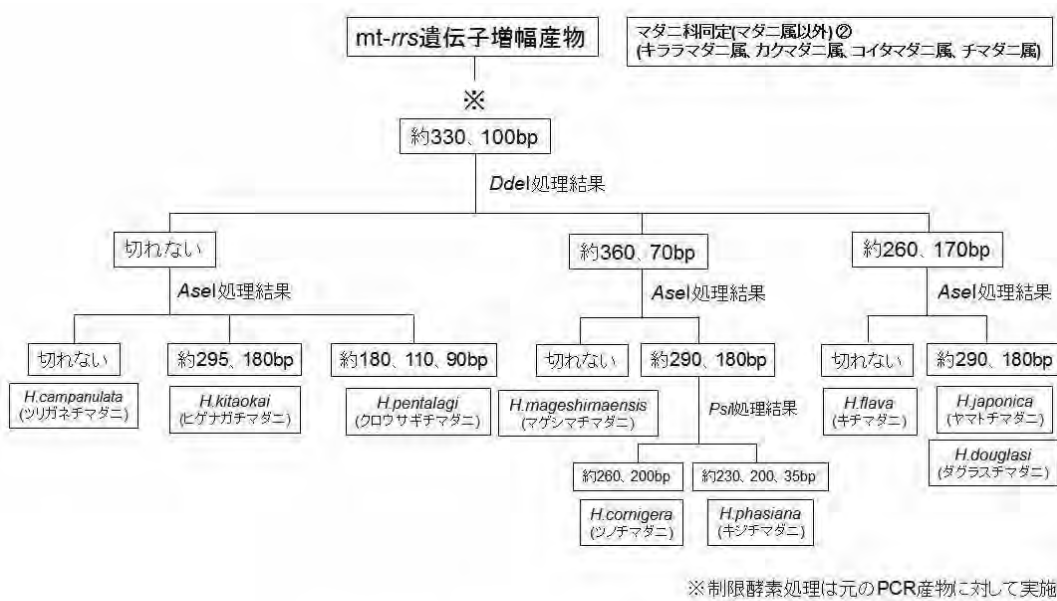 mt-rrs遺伝子増幅産物
マダニ科同定(マダニ属以外)②
(キララマダニ属、カクマダニ属、コイタマダニ属、チマダニ属)
※
約330、100bp
DdeI処理結果
切れない
約360、70bp
約260、170bp
AseI処理結果
AseI処理結果
AseI処理結果
切れない
約295、180bp
約180、110、90bp
切れない
約290、180bp
切れない
約290、180bp
H.campanulata
(ツリガネチマダニ)
H.kitaokai
(ヒゲナガチマダニ)
H.pentalagi
(クロウサギチマダニ)
H.mageshimaensis
(マゲシマチマダニ)
PsiI処理結果
H.flava
(キチマダニ)
H.japonica
(ヤマトチマダニ)
H.douglasi
(ダグラスチマダニ)
約260、200bp
約230、200、35bp
H.cornigera
(ツノチマダニ)
H.phasiana
(キジチマダニ)
※制限酵素処理は元のPCR産物に対して実施